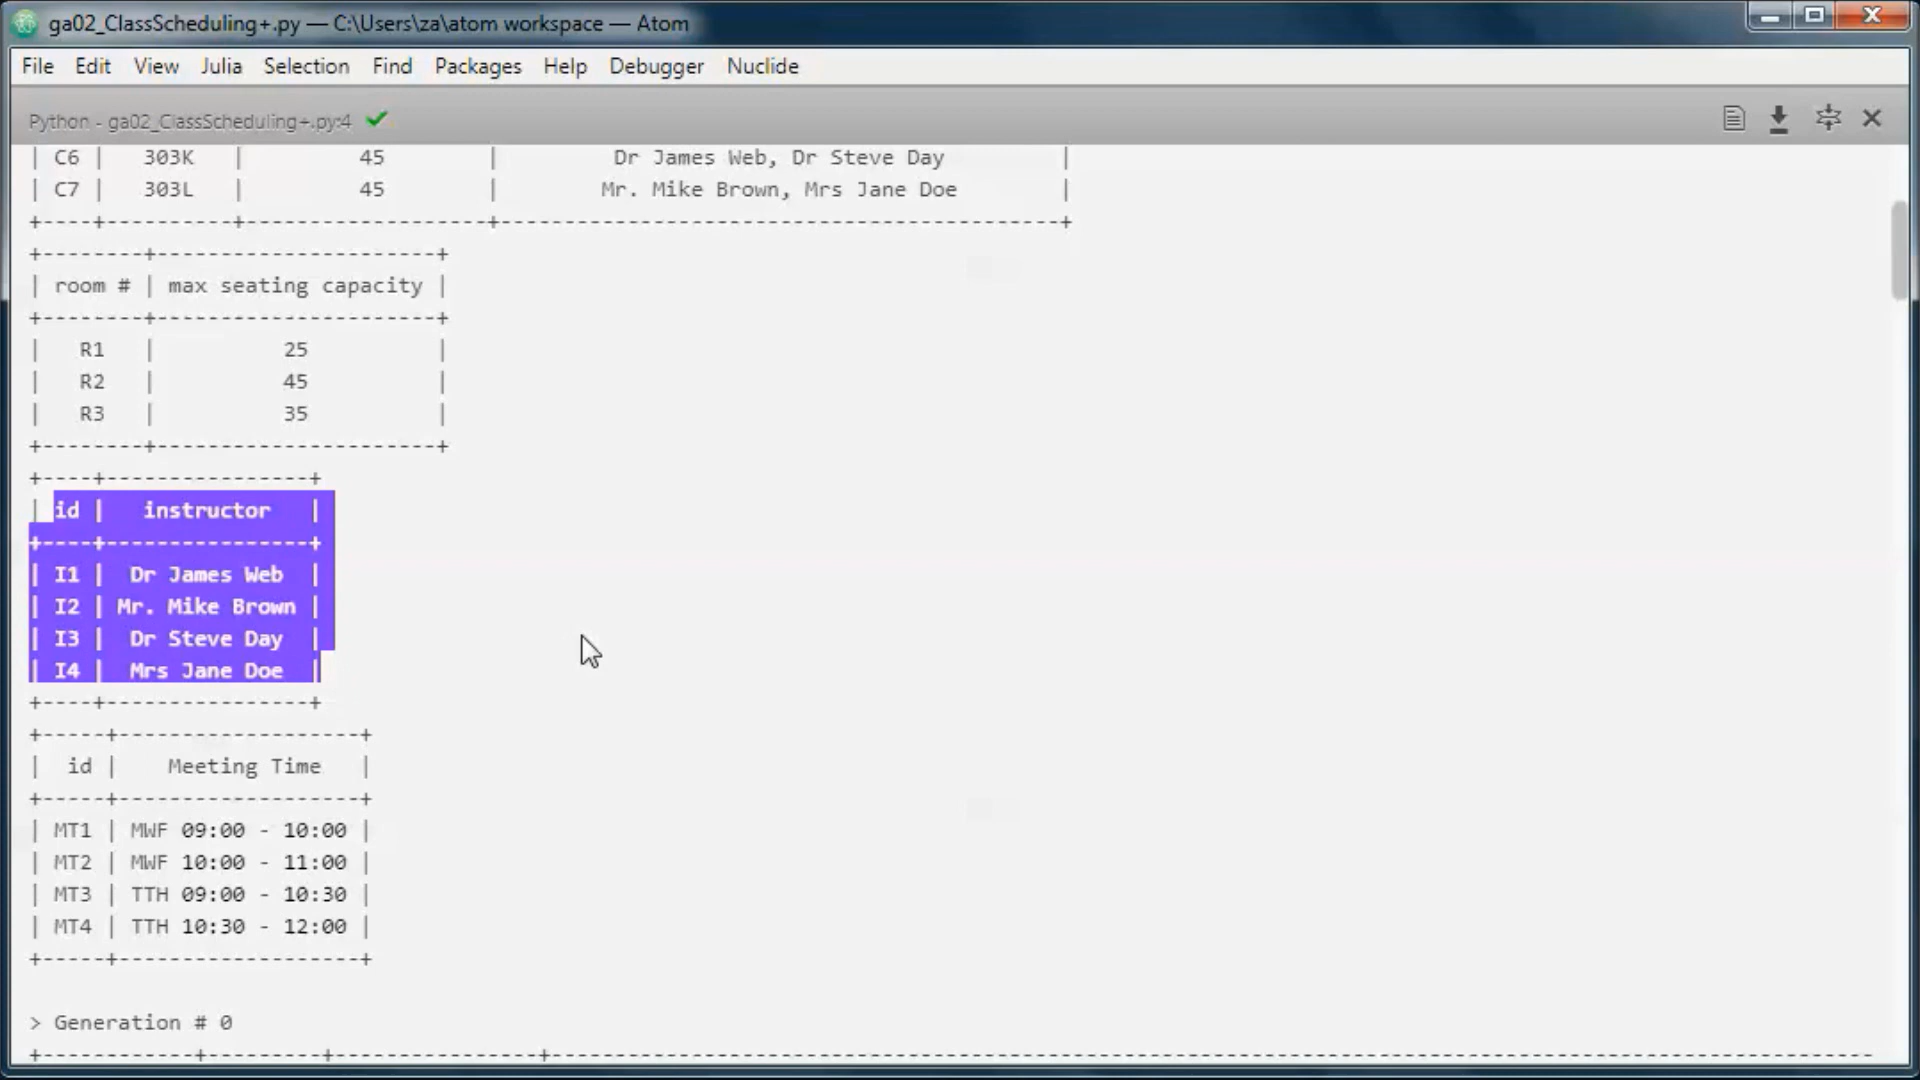 ga02_ClassScheduling+.py — C:\Users\za\atom workspace — Atom
File Edit View Julia Selection Find Packages Help Debugger Nuclide
Python - ga02_ClassScheduling+.py:4
| C6 | 303K | 45 | Dr James Web, Dr Steve Day |
| C7 | 303L | 45 | Mr. Mike Brown, Mrs Jane Doe |
+----+----------+-------------------+--------------------------------------------+
+--------+----------------------+
| room # | max seating capacity |
+--------+----------------------+
| R1 | 25 |
| R2 | 45 |
| R3 | 35 |
+--------+----------------------+
+----+----------------+
| id | instructor |
+----+----------------+
| I1 | Dr James Web |
| I2 | Mr. Mike Brown |
| I3 | Dr Steve Day |
| I4 | Mrs Jane Doe |
+----+----------------+
+-----+-------------------+
| id | Meeting Time |
+-----+-------------------+
| MT1 | MWF 09:00 - 10:00 |
| MT2 | MWF 10:00 - 11:00 |
| MT3 | TTH 09:00 - 10:30 |
| MT4 | TTH 10:30 - 12:00 |
+-----+-------------------+
> Generation # 0
+------------+---------+----------------+--------------------------------------------------------------------------------------------------------